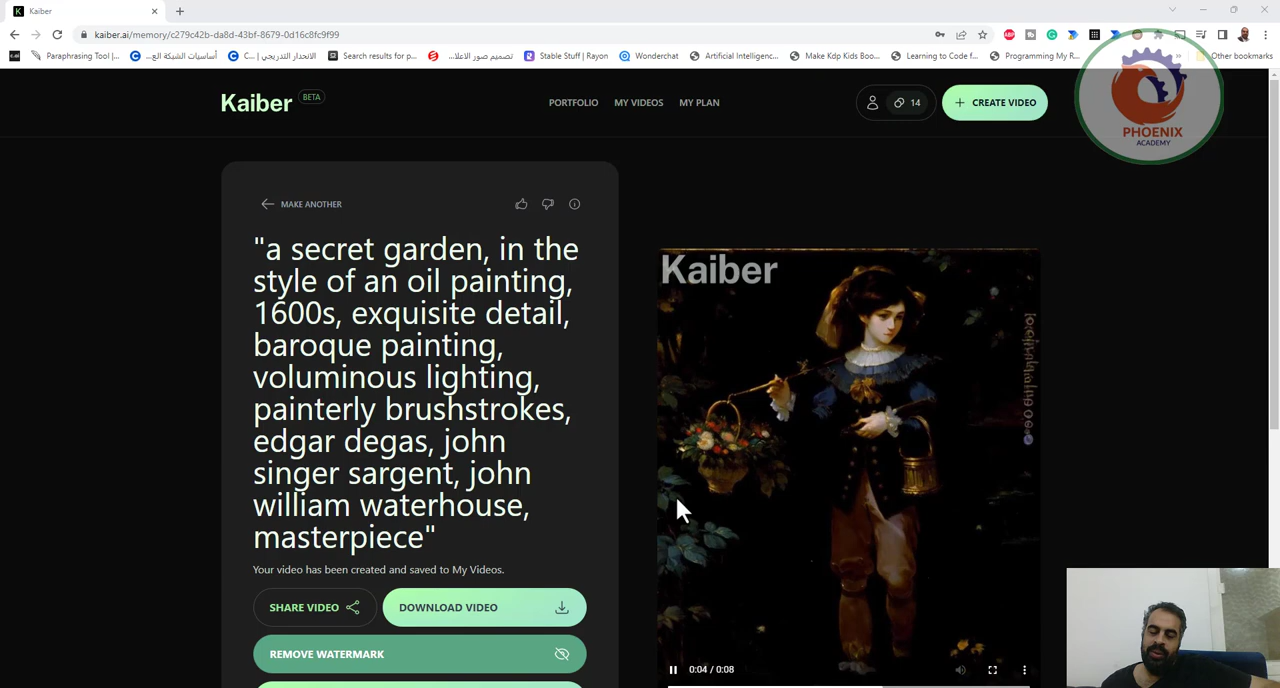 Kaiber
kaiber.ai/memory/c279c42b-da8d-43bf-8679-0d16c8fc9f99
Paraphrasing Tool |...
أساسيات الشبكة الع...
الانحدار التدريجي | C...
Search results for p...
تصميم صور الاعلا...
Stable Stuff | Rayon
Wonderchat
Artificial Intelligenc...
Make Kdp Kids Boo...
Learning to Code f...
Programming My R...
Other bookmarks
Kaiber BETA
PORTFOLIO MY VIDEOS MY PLAN
14
+ CREATE VIDEO
PHOENIX
ACADEMY
MAKE ANOTHER
"a secret garden, in the
style of an oil painting,
1600s, exquisite detail,
baroque painting,
voluminous lighting,
painterly brushstrokes,
edgar degas, john
singer sargent, john
william waterhouse,
masterpiece"
Your video has been created and saved to My Videos.
SHARE VIDEO
DOWNLOAD VIDEO
REMOVE WATERMARK
Kaiber
0:04 / 0:08